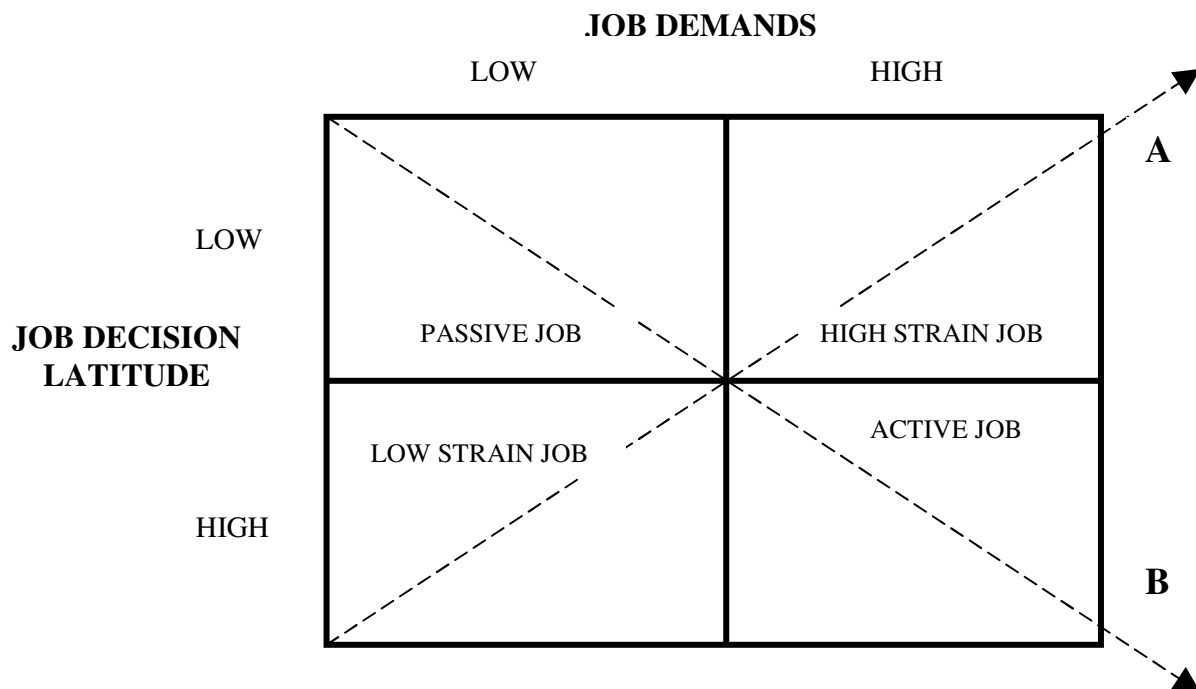 JOB DEMANDS
LOW
HIGH
A
LOW
JOB DECISION
LATITUDE
PASSIVE JOB
HIGH STRAIN JOB
LOW STRAIN JOB
ACTIVE JOB
HIGH
B